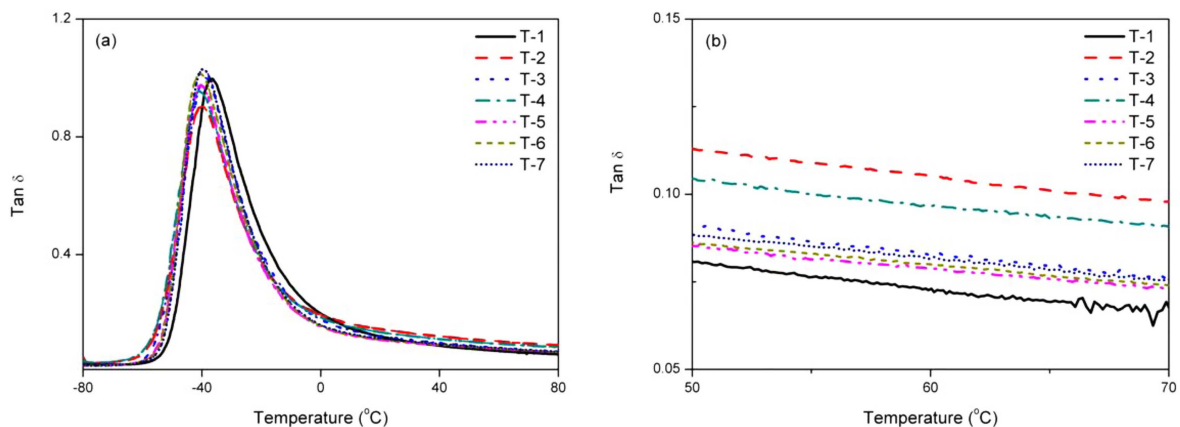 (a)
T-1
T-2
T-3
T-4
T-5
T-6
T-7
1.2
0.8
0.4
-80
-40
0
40
80
Tan δ
Temperature (°C)
(b)
T-1
T-2
T-3
T-4
T-5
T-6
T-7
0.15
0.10
0.05
50
60
70
Tan δ
Temperature (°C)